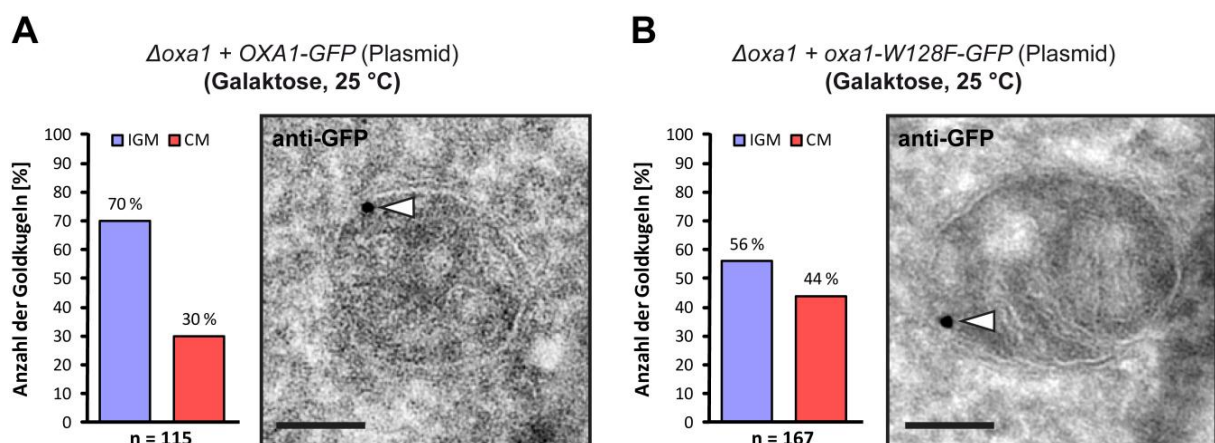 A
Δoxa1 + OXA1-GFP (Plasmid)
(Galaktose, 25 °C)
Anzahl der Goldkugeln [%]
100
90
80
70
60
50
40
30
20
10
0
IGM CM
70 %
30 %
n = 115
anti-GFP
B
Δoxa1 + oxa1-W128F-GFP (Plasmid)
(Galaktose, 25 °C)
Anzahl der Goldkugeln [%]
100
90
80
70
60
50
40
30
20
10
0
IGM CM
56 %
44 %
n = 167
anti-GFP